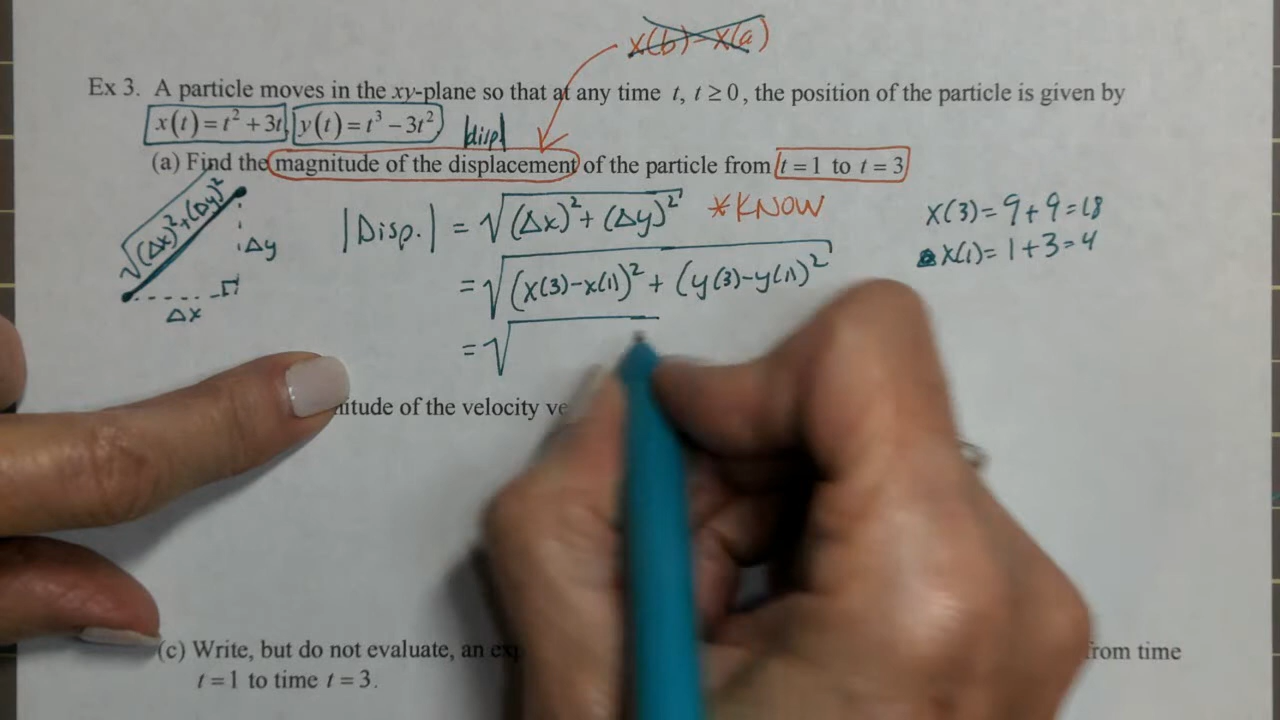 x(b)-x(a)
Ex 3. A particle moves in the xy-plane so that at any time t, t ≥ 0, the position of the particle is given by
x(t) = t² + 3t, y(t) = t³ − 3t² |disp|
(a) Find the magnitude of the displacement of the particle from t = 1 to t = 3
√(Δx)²+(Δy)²
Δy
Δx
|Disp.| = √(Δx)²+(Δy)² *KNOW
= √(x(3)-x(1))²+(y(3)-y(1)²
= √
x(3)=9+9=18
x(1)=1+3=4
of the velocity
(c) Write, but do not evaluate, an from time
t = 1 to time t = 3.